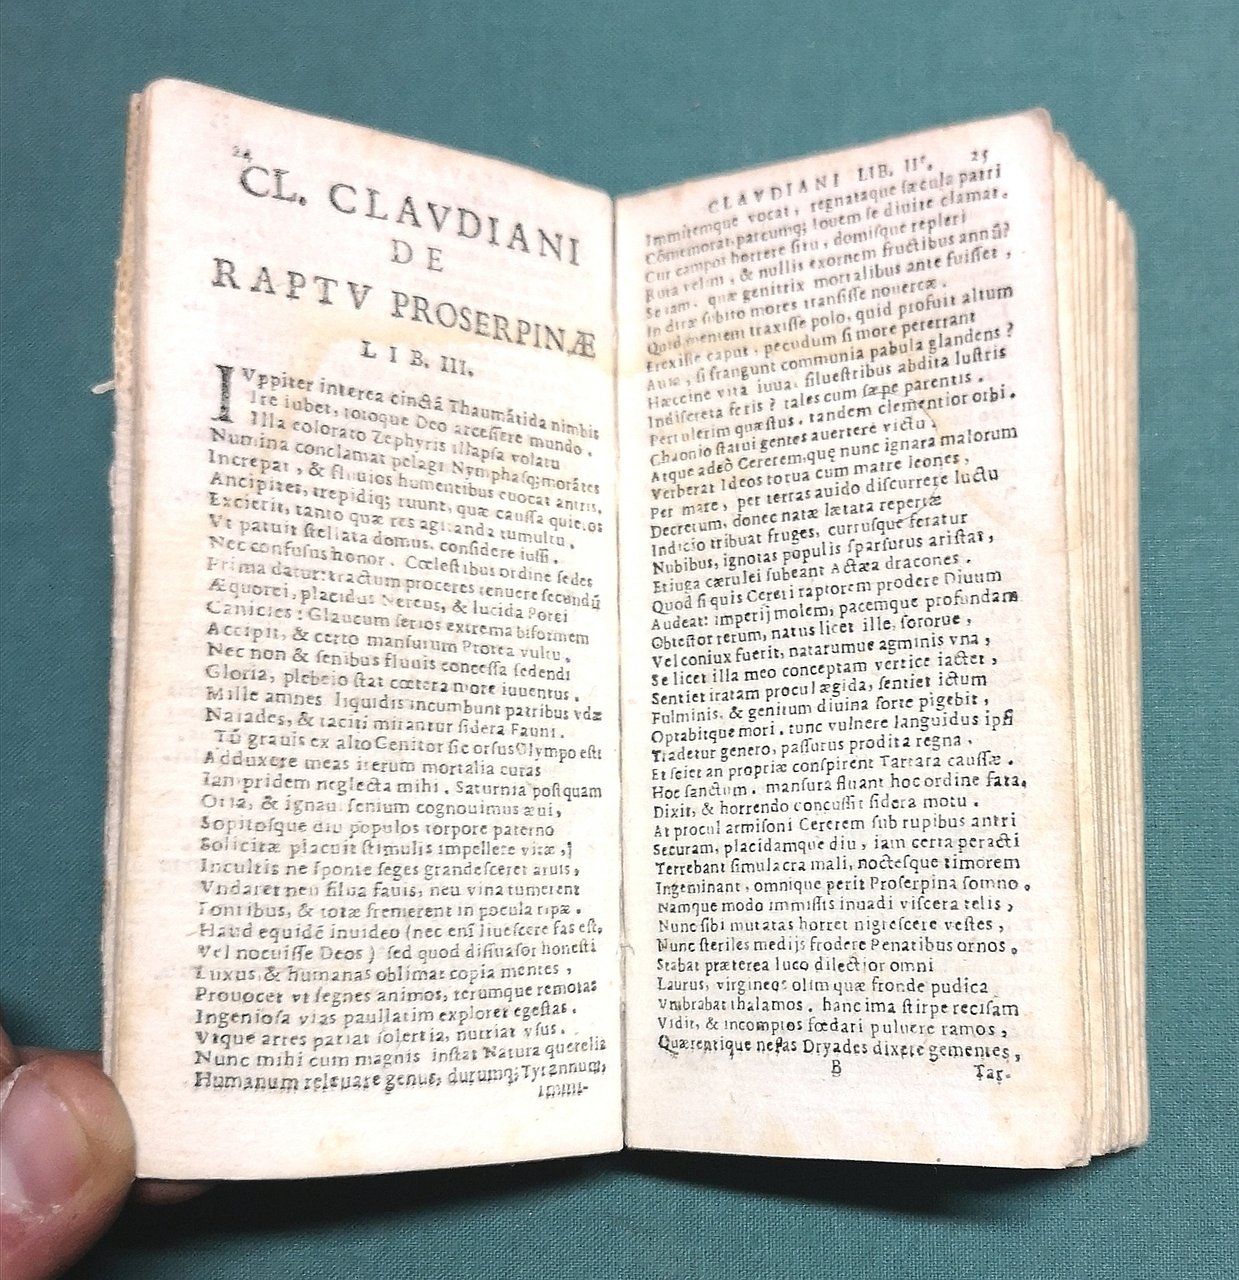 24
CL. CLAVDIANI
DE
RAPTV PROSERPINÆ
LIB. III.
IVppiter interea cinctã Thaumãtida nimbis
Ire iubet, totoque Deo arcessere mundo.
Illa colorato Zephyris illapsa volatu
Numina conclamat pelagi Nymphasq; morãtes
Increpat, & fluuios humentibus euocat antris.
Ancipites, trepidiq; ruunt, quæ caussa quietos
Excierit, tanto quæ res agitanda tumultu.
Vt patuit stellata domus, considere iussi.
Nec confusus honor. Cœlestibus ordine sedes
Prima datur: tractum proceres tenuere secundũ
Æquorei, placidus Nereus, & lucida Porci
Canicies: Glaucum series extrema biformem
Accipit, & certo mansurum Protea vultu.
Nec non & senibus fluuiis concessa sedendi
Gloria, plebeio stat cœtera more iuuentus.
Mille amnes liquidis incumbunt patribus vdæ
Naiades, & taciti mirantur sidera Fauni.
Tũ grauis ex alto Genitor sic orsus Olympo est:
Adduxere meas iterum mortalia curas
Iam pridem neglecta mihi. Saturnia postquam
Otia, & ignaui senium cognouimus æui,
Sopitosque diu populos torpore paterno
Solicitæ placuit stimulis impellere vitæ,
Incultis ne sponte seges grandesceret aruis,
Vndaret neu silua fauis, neu vina tumerent
Fontibus, & totæ fremerent in pocula ripæ.
Haud equidẽ inuideo (nec enĩ liuescere fas est,
Vel nocuisse Deos) sed quod dissuasor honesti
Luxus, & humanas oblimat copia mentes,
Prouocet vt segnes animos, rerumque remotas
Ingeniosa vias paullatim exploret egestas.
Vtque artes pariat solertia, nutriat vsus.
Nunc mihi cum magnis instat Natura querelis
Humanum releuare genus, durumq; Tyrannum,
Immi-
CLAVDIANI LIB. II. 25
Immitemque vocat, regnataque sæcula patri
Cõmemorat, parcumq; Iouem se diuite clamat.
Cur campos horrere situ, domisque repleri
Rura velim, & nullis exornem fructibus annũ?
Se iam, quæ genitrix mortalibus ante fuisset,
In diræ subito mores transisse nouercæ.
Quid mentem traxisse polo, quid profuit altum
Erexisse caput, pecudum si more pererrant
Auia, si frangunt communia pabula glandens?
Hæccine vita iuuat siluestribus abdita lustris
Indiscreta feris? tales cum sæpe parentis.
Pertulerim quæstus, tandem clementior orbi.
Chaonio statui gentes auertere victu.
Atque adeò Cererem, quę nunc ignara malorum
Verberat Ideos torua cum matre leones,
Per mare, per terras auido discurrere luctu
Decretum, donec natæ lætata repertæ
Indicio tribuat fruges, currusque feratur
Nubibus, ignotas populis sparsurus aristas,
Et iuga cærulei subeant Actæa dracones.
Quod si quis Cereri raptorem prodere Diuum
Audeat: imperij molem, pacemque profundam
Obtestor rerum, natus licet ille, sororue,
Vel coniux fuerit, natarumue agminis vna,
Se licet illa meo conceptam vertice iactet,
Sentiet iratam procul ægida, sentiet ictum
Fulminis, & genitum diuina sorte pigebit,
Optabitque mori. tunc vulnere languidus ipsi
Tradetur genero, passurus prodita regna.
Et sciet an propriæ conspirent Tartara caussæ.
Hoc sanctum. mansura fluant hoc ordine fata.
Dixit, & horrendo concussit sidera motu.
At procul armisoni Cererem sub rupibus antri
Securam, placidamque diu, iam certa peracti
Terrebant simulacra mali, noctesque timorem
Ingeminant, omnique perit Proserpina somno.
Namque modo immissis inuadi viscera telis,
Nunc sibi mutatas horret nigrescere vestes,
Nunc steriles medijs frodere Penatibus ornos.
Stabat præterea luco dilectior omni
Laurus, virgineos olim quæ fronde pudica
Vmbrabat thalamos. hanc ima stirpe recisam
Vidit, & incomptos fœdari puluere ramos,
Quærentique nefas Dryades dixere gementes,
B
Tar-